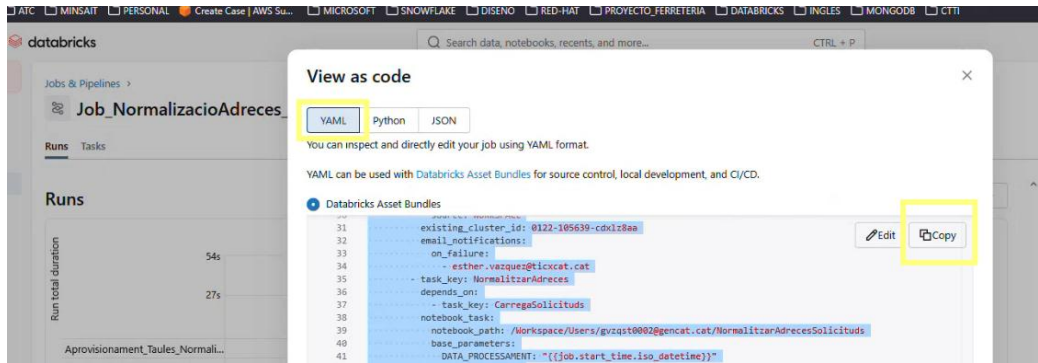 ATC MINSAIT PERSONAL Create Case | AWS Su... MICROSOFT SNOWFLAKE DISENO RED-HAT PROYECTO_FERRETERIA DATABRICKS INGLES MONGODB CTTI
databricks
Search data, notebooks, recents, and more... CTRL + P
Jobs & Pipelines >
Job_NormalizacioAdreces_
Runs Tasks
Runs
Run total duration
54s
27s
Aprovisionament_Taules_Normali...
View as code
YAML Python JSON
You can inspect and directly edit your job using YAML format.
YAML can be used with Databricks Asset Bundles for source control, local development, and CI/CD.
Databricks Asset Bundles
Edit Copy
30 source: WORKSPACE
31 existing_cluster_id: 0122-105639-cdxlz8aa
32 email_notifications:
33 on_failure:
34 - esther.vazquez@ticxcat.cat
35 - task_key: NormalitzarAdreces
36 depends_on:
37 - task_key: CarregaSolicituds
38 notebook_task:
39 notebook_path: /Workspace/Users/gvzqst0002@gencat.cat/NormalitzarAdrecesSolicituds
40 base_parameters:
41 DATA_PROCESSAMENT: "{{job.start_time.iso_datetime}}"